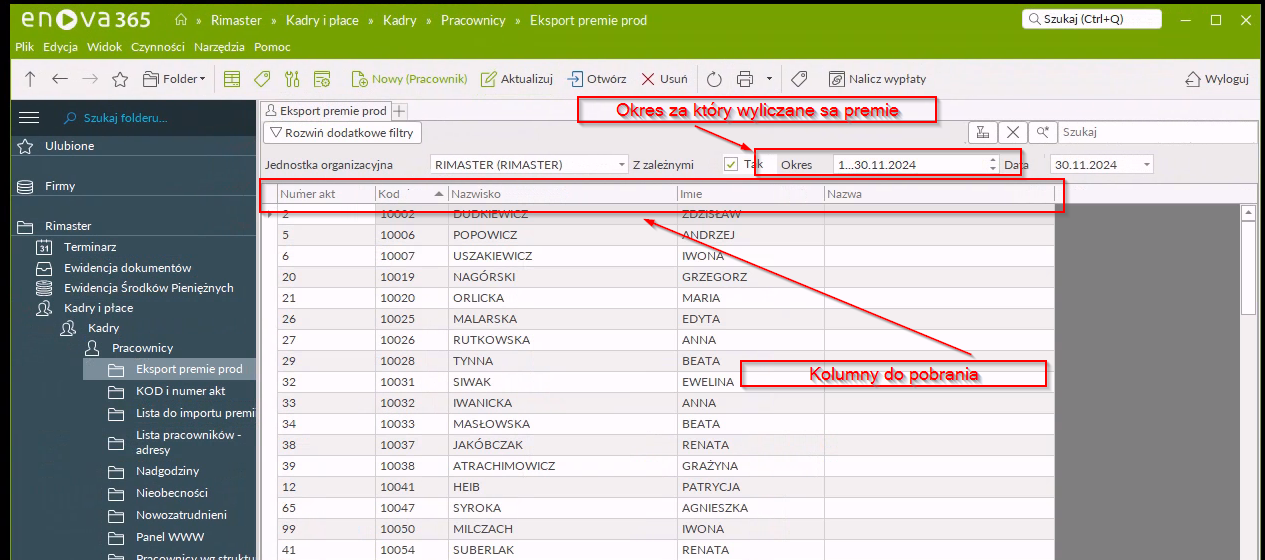 enova365 » Rimaster » Kadry i płace » Kadry » Pracownicy » Eksport premie prod Szukaj (Ctrl+Q)
Plik Edycja Widok Czynności Narzędzia Pomoc
Folder Nowy (Pracownik) Aktualizuj Otwórz Usuń Nalicz wypłaty Wyloguj
Szukaj folderu...
Ulubione
Firmy
Rimaster
31 Terminarz
Ewidencja dokumentów
Ewidencja Środków Pieniężnych
Kadry i płace
Kadry
Pracownicy
Eksport premie prod
KOD i numer akt
Lista do importu premi
Lista pracowników -
adresy
Nadgodziny
Nieobecności
Nowozatrudnieni
Panel WWW
Pracownicy wg struktu
Eksport premie prod
Okres za który wyliczane sa premie
Rozwiń dodatkowe filtry Szukaj
Jednostka organizacyjna RIMASTER (RIMASTER) Z zależnymi Tak Okres 1...30.11.2024 Data 30.11.2024
Numer akt Kod Nazwisko Imie Nazwa
2 10002 DUDKIEWICZ ZDZISŁAW
5 10006 POPOWICZ ANDRZEJ
6 10007 USZAKIEWICZ IWONA
20 10019 NAGÓRSKI GRZEGORZ
21 10020 ORLICKA MARIA
26 10025 MALARSKA EDYTA
27 10026 RUTKOWSKA ANNA
29 10028 TYNNA BEATA
Kolumny do pobrania
32 10031 SIWAK EWELINA
33 10032 IWANICKA ANNA
34 10033 MASŁOWSKA BEATA
38 10037 JAKÓBCZAK RENATA
39 10038 ATRACHIMOWICZ GRAŻYNA
12 10041 HEIB PATRYCJA
65 10047 SYROKA AGNIESZKA
99 10050 MILCZACH IWONA
41 10054 SUBERLAK RENATA